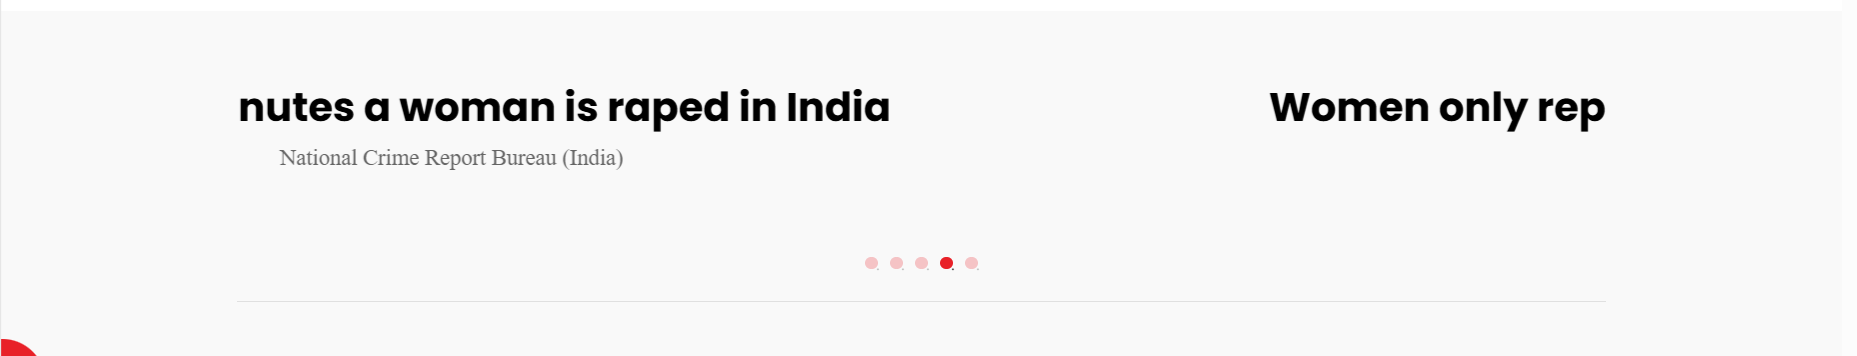 nutes a woman is raped in India
Women only rep
National Crime Report Bureau (India)